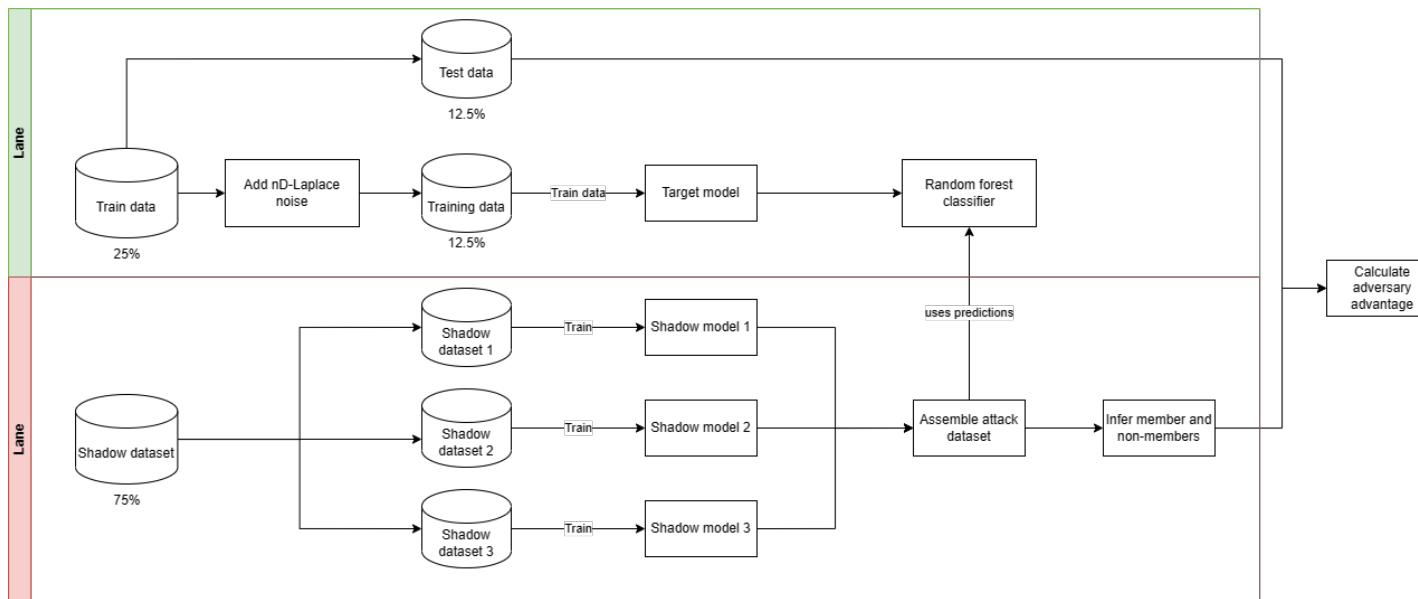 Lane
Test data
12.5%
Train data
25%
Add nD-Laplace
noise
Training data
12.5%
Train data
Target model
Random forest
classifier
Calculate
adversary
advantage
uses predictions
Lane
Shadow dataset
75%
Shadow
dataset 1
Train
Shadow model 1
Shadow
dataset 2
Train
Shadow model 2
Assemble attack
dataset
Infer member and
non-members
Shadow
dataset 3
Train
Shadow model 3